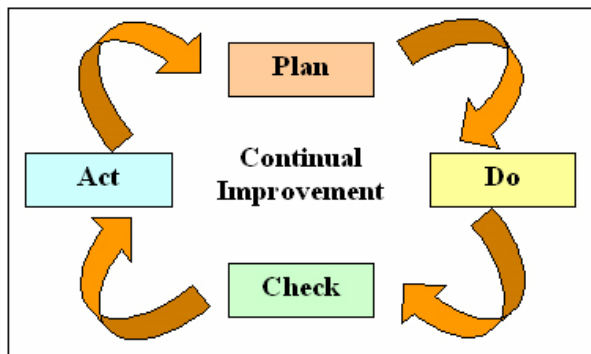 Plan
Act
Continual
Improvement
Do
Check